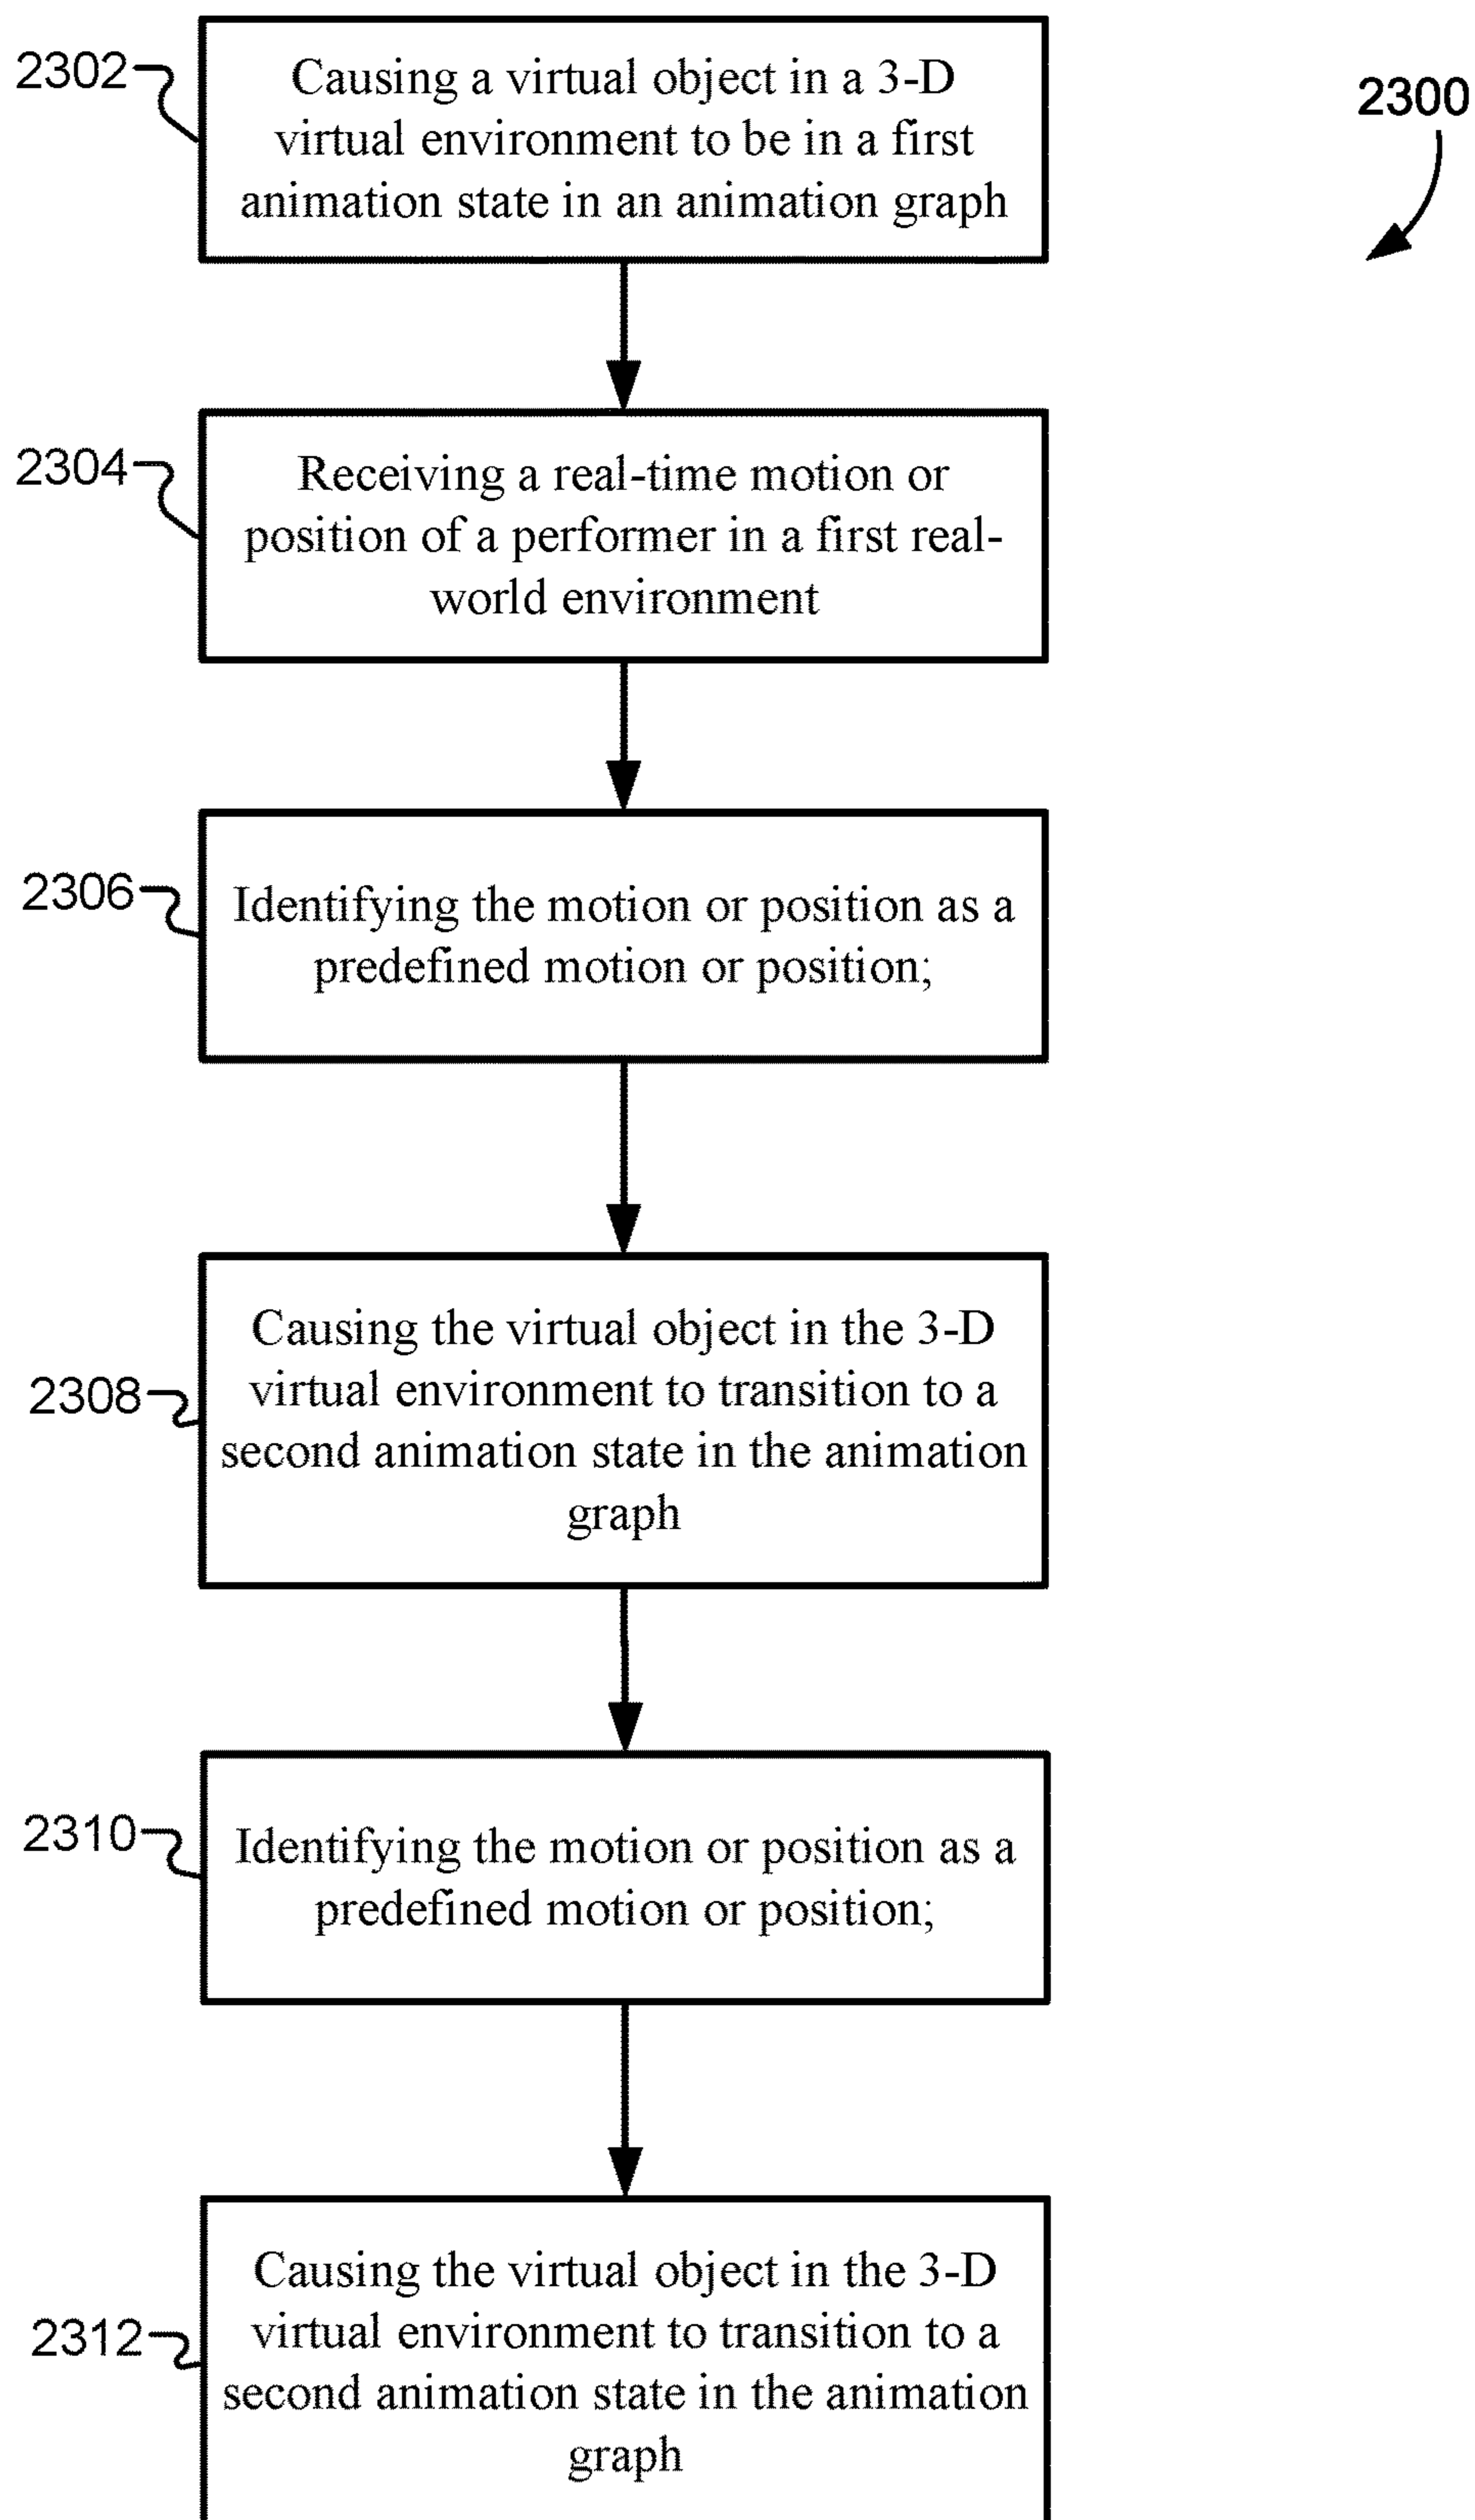 2302
Causing a virtual object in a 3-D
virtual environment to be in a first
animation state in an animation graph
2300
2304
Receiving a real-time motion or
position of a performer in a first real-
world environment
2306
Identifying the motion or position as a
predefined motion or position;
2308
Causing the virtual object in the 3-D
virtual environment to transition to a
second animation state in the animation
graph
2310
Identifying the motion or position as a
predefined motion or position;
2312
Causing the virtual object in the 3-D
virtual environment to transition to a
second animation state in the animation
graph